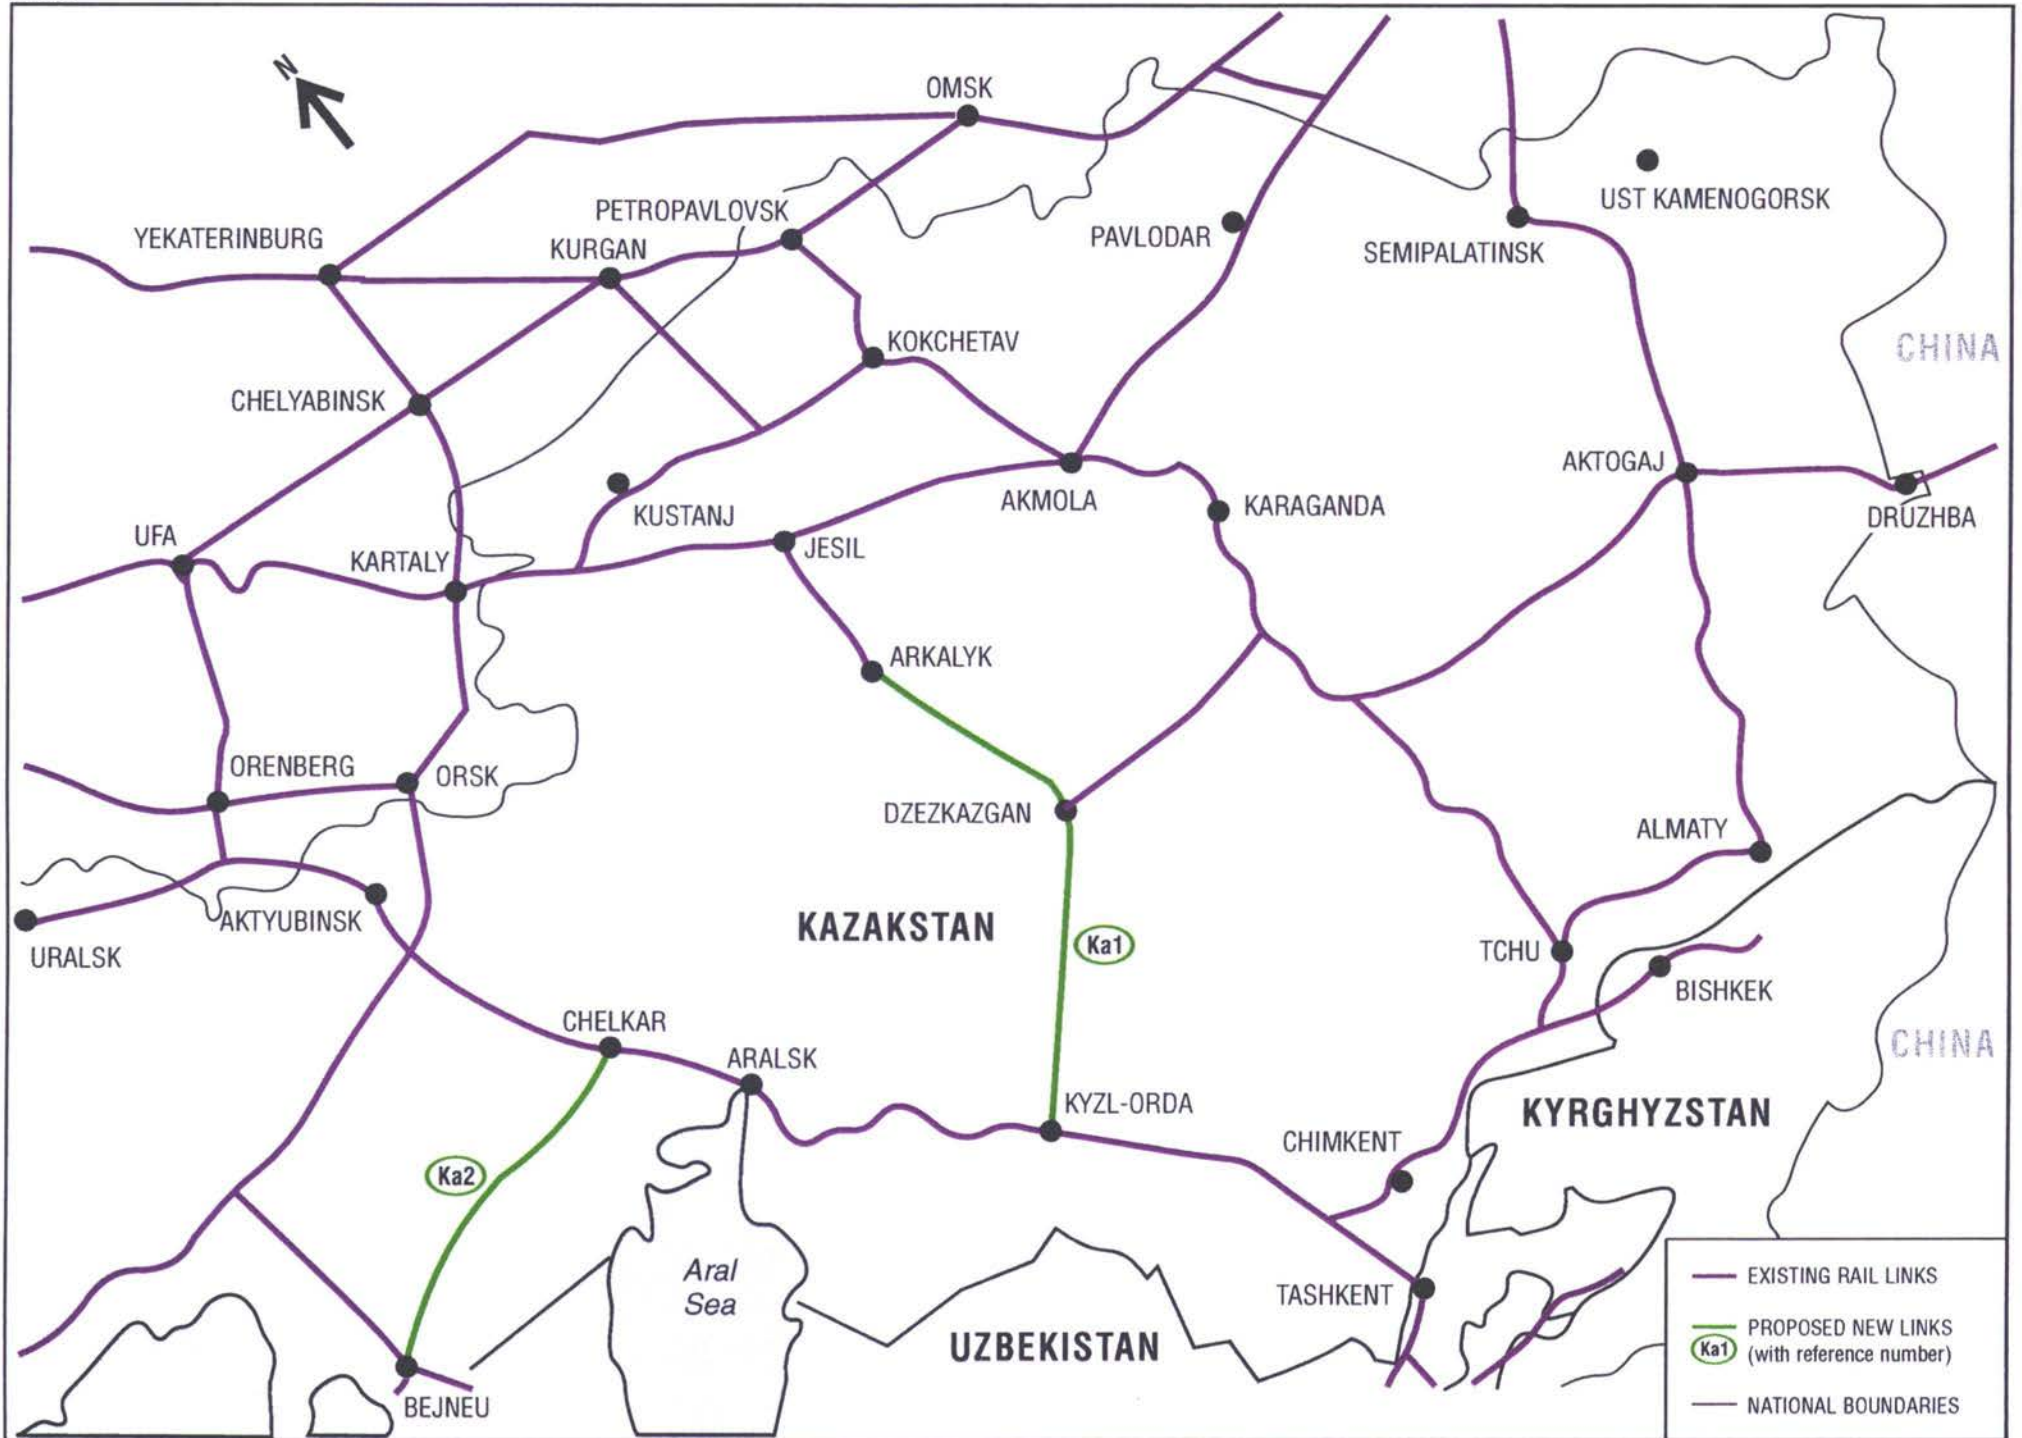 N
OMSK
PETROPAVLOVSK
YEKATERINBURG
KURGAN
PAVLODAR
UST KAMENOGORSK
SEMIPALATINSK
KOKCHETAV
CHINA
CHELYABINSK
AKTOGAJ
KUSTANJ
AKMOLA
KARAGANDA
DRUZHBA
UFA
KARTALY
JESIL
ARKALYK
ORENBERG
ORSK
DZEZKAZGAN
ALMATY
AKTYUBINSK
KAZAKSTAN
Ka1
TCHU
URALSK
BISHKEK
CHELKAR
ARALSK
CHINA
KYZL-ORDA
KYRGHYZSTAN
CHIMKENT
Ka2
Aral
Sea
TASHKENT
UZBEKISTAN
BEJNEU
EXISTING RAIL LINKS
PROPOSED NEW LINKS
Ka1 (with reference number)
NATIONAL BOUNDARIES